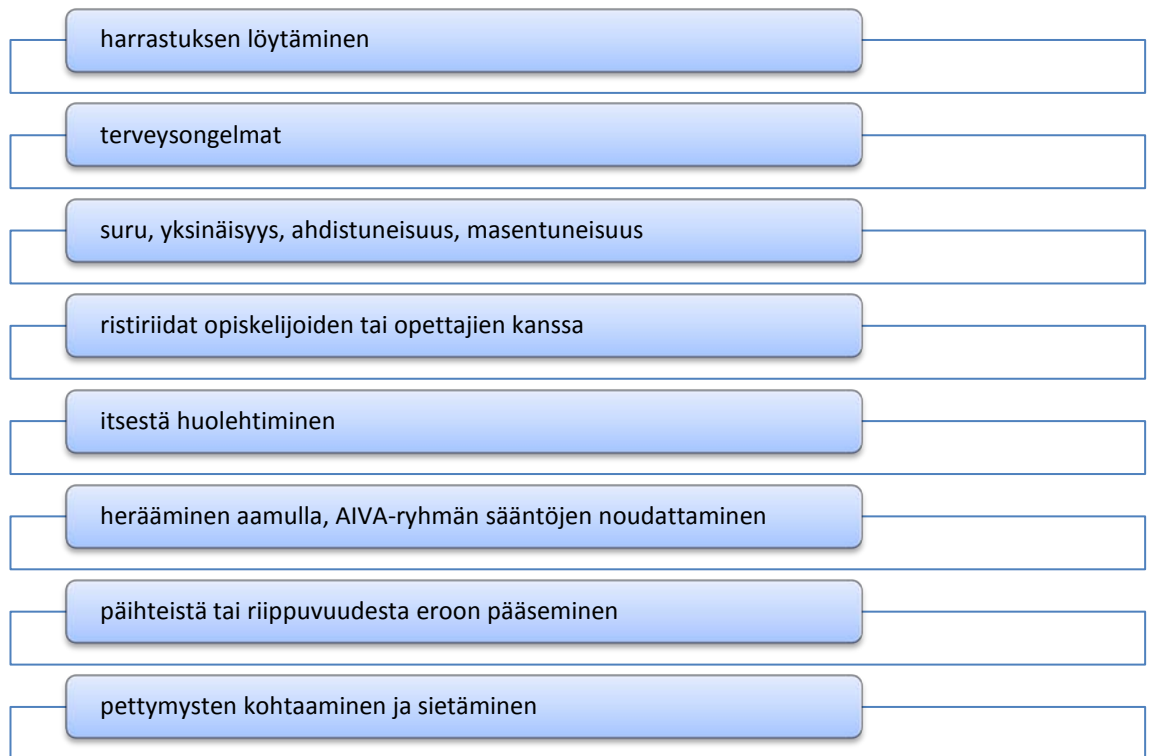 harrastuksen löytäminen
terveysongelmat
suru, yksinäisyys, ahdistuneisuus, masentuneisuus
ristiriidat opiskelijoiden tai opettajien kanssa
itsestä huolehtiminen
herääminen aamulla, AIVA-ryhmän sääntöjen noudattaminen
päihteistä tai riippuvuudesta eroon pääseminen
pettymysten kohtaaminen ja sietäminen